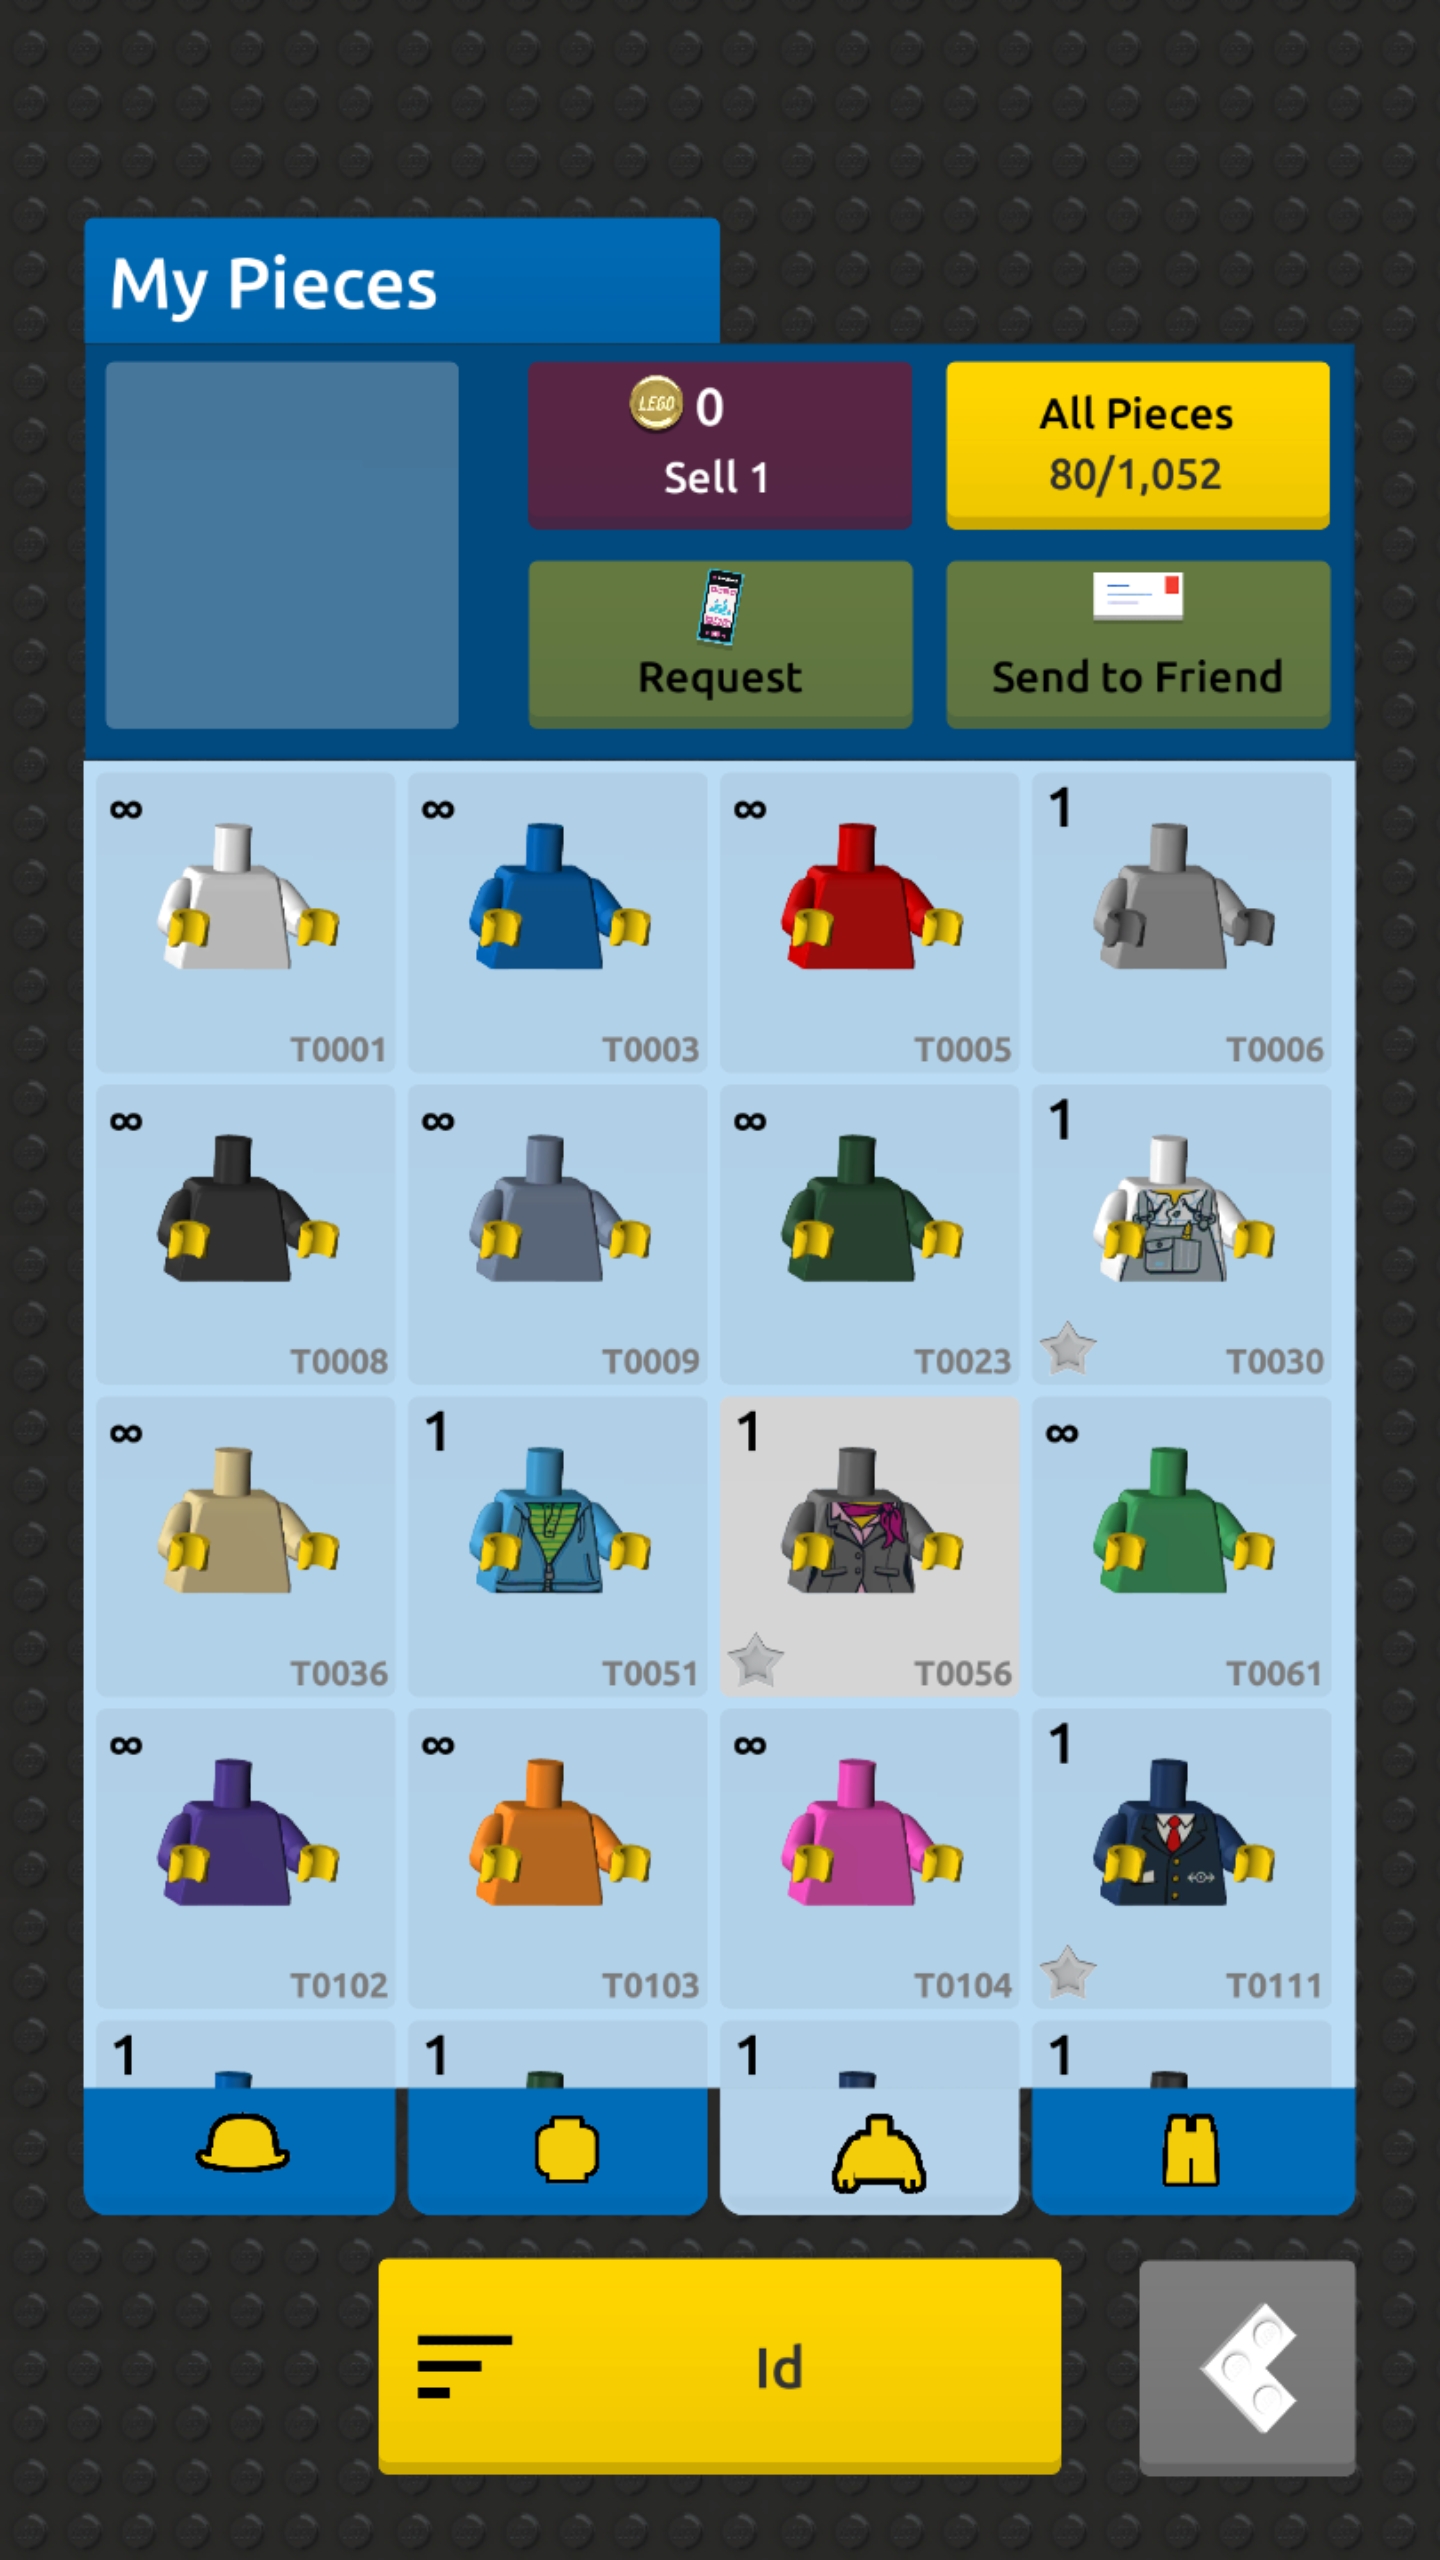 My Pieces
LEGO 0
Sell 1
All Pieces
80/1,052
Request
Send to Friend
∞ ∞ ∞ 1
T0001 T0003 T0005 T0006
∞ ∞ ∞ 1
T0008 T0009 T0023 T0030
∞ 1 1 ∞
T0036 T0051 T0056 T0061
∞ ∞ ∞ 1
T0102 T0103 T0104 T0111
1 1 1 1
Id